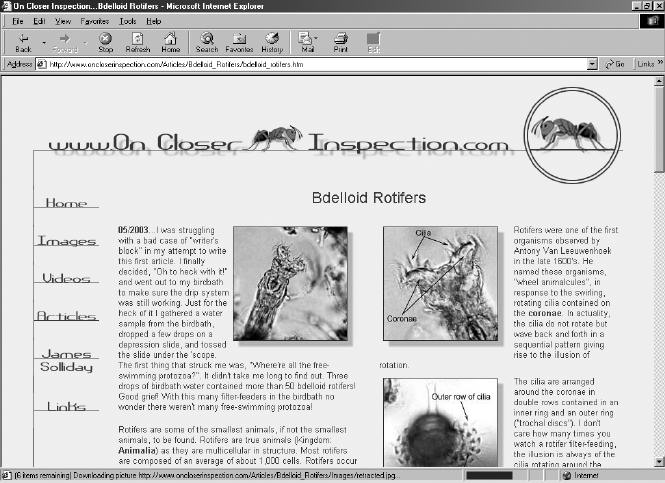 On Closer Inspection...Bdelloid Rotifers - Microsoft Internet Explorer
File Edit View Favorites Tools Help
Back Forward Stop Refresh Home Search Favorites History Mail Print Edit
Address http://www.oncloserinspection.com/Articles/Bdelloid_Rotifers/bdelloid_rotifers.htm Go Links »
www.On Closer Inspection.com
Home
Images
Videos
Articles
James
Solliday
Links
Bdelloid Rotifers
05/2003...I was struggling
with a bad case of "writer's
block" in my attempt to write
this first article. I finally
decided, "Oh to heck with it!"
and went out to my birdbath
to make sure the drip system
was still working. Just for the
heck of it I gathered a water
sample from the birdbath,
dropped a few drops on a
depression slide, and tossed
the slide under the 'scope.
The first thing that struck me was, "Where're all the free-
swimming protozoa?". It didn't take me long to find out. Three
drops of birdbath water contained more than 50 bdelloid rotifers!
Good grief! With this many filter-feeders in the birdbath no
wonder there weren't many free-swimming protozoa!
Rotifers are some of the smallest animals, if not the smallest
animals, to be found. Rotifers are true animals (Kingdom:
Animalia) as they are multicellular in structure. Most rotifers
are composed of an average of about 1,000 cells. Rotifers occur
Cilia
Coronae
Rotifers were one of the first
organisms observed by
Antony Van Leeuwenhoek
in the late 1600's. He
named these organisms,
"wheel animalcules", in
response to the swirling,
rotating cilia contained on
the coronae. In actuality,
the cilia do not rotate but
wave back and forth in a
sequential pattern giving
rise to the illusion of
rotation.
Outer row of cilia
The cilia are arranged
around the coronae in
double rows contained in an
inner ring and an outer ring
("trochal discs"). I don't
care how many times you
watch a rotifer filter-feeding,
the illusion is always of the
cilia rotating around the
(6 items remaining) Downloading picture http://www.oncloserinspection.com/Articles/Bdelloid_Rotifers/Images/retracted.jpg... Internet